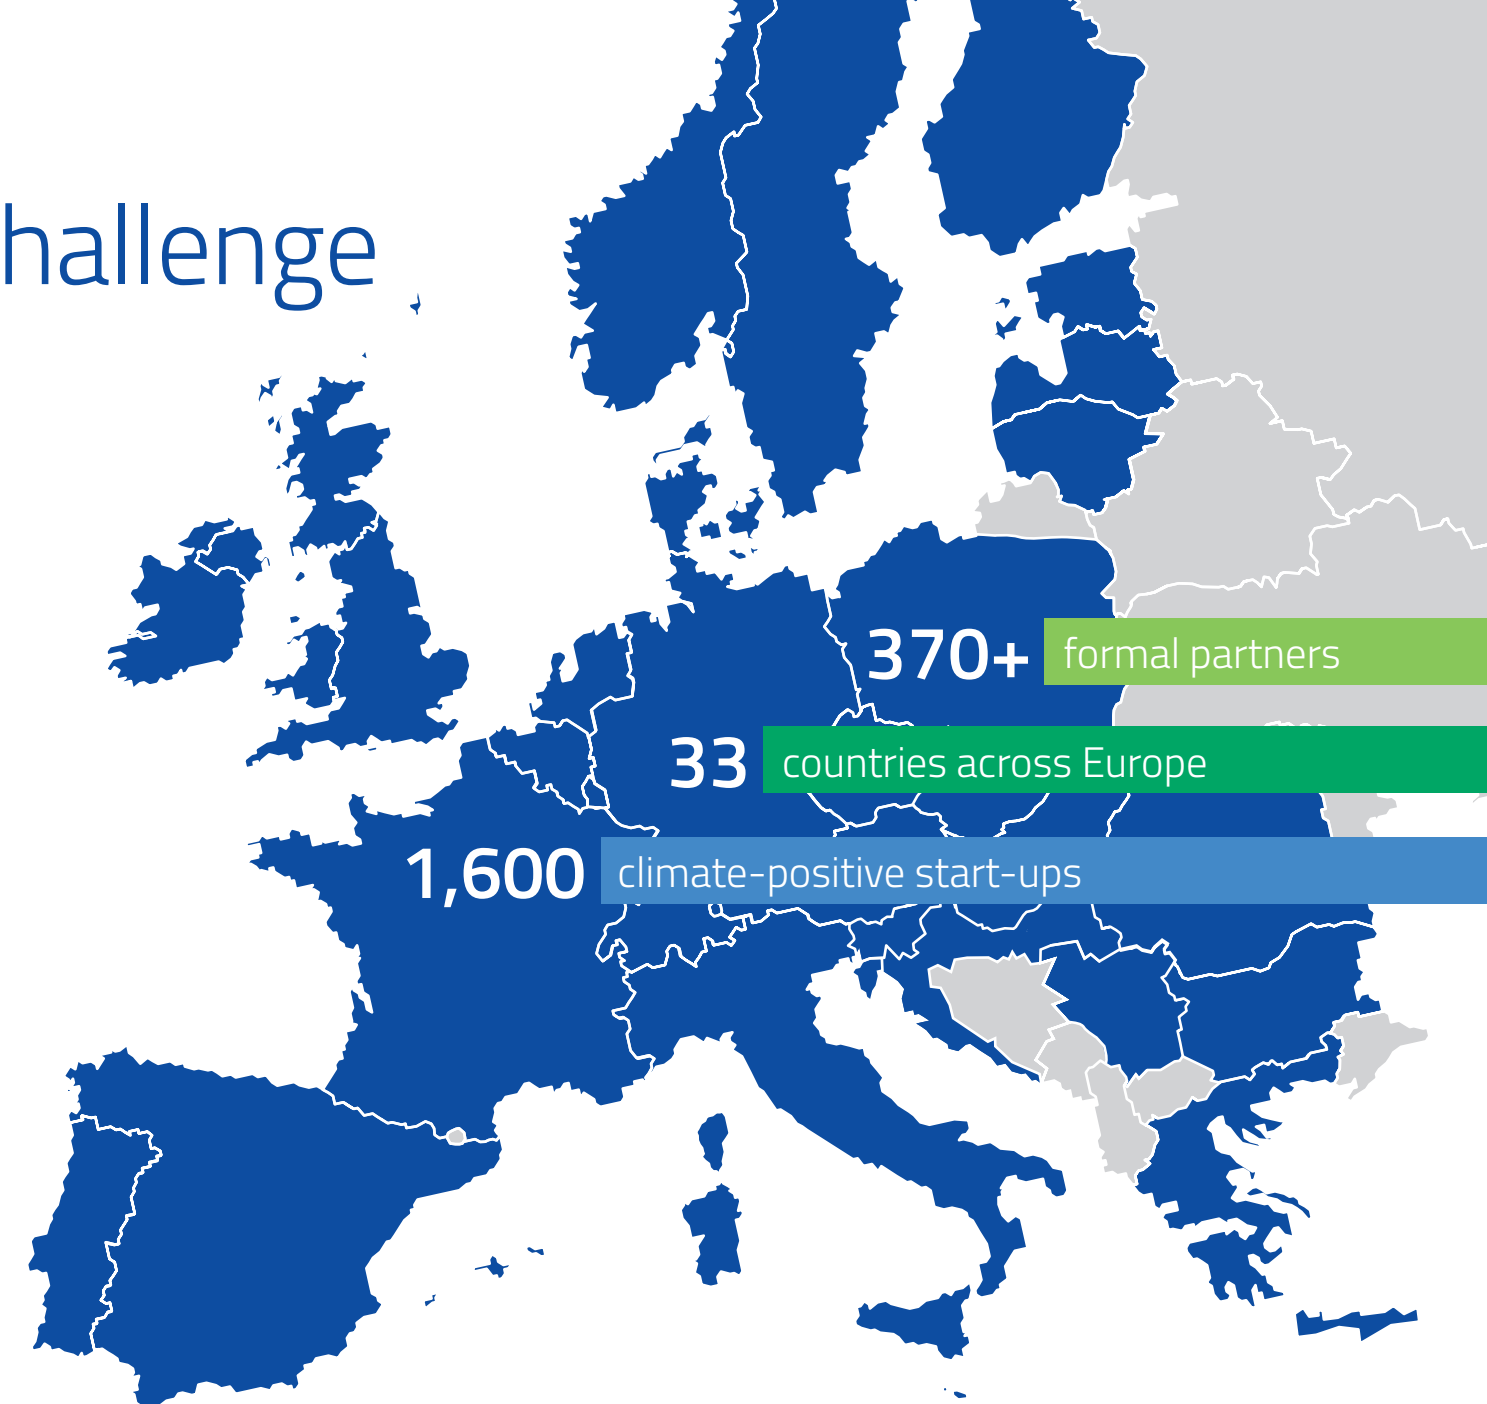 hallenge
370+ formal partners
33 countries across Europe
1,600 climate-positive start-ups